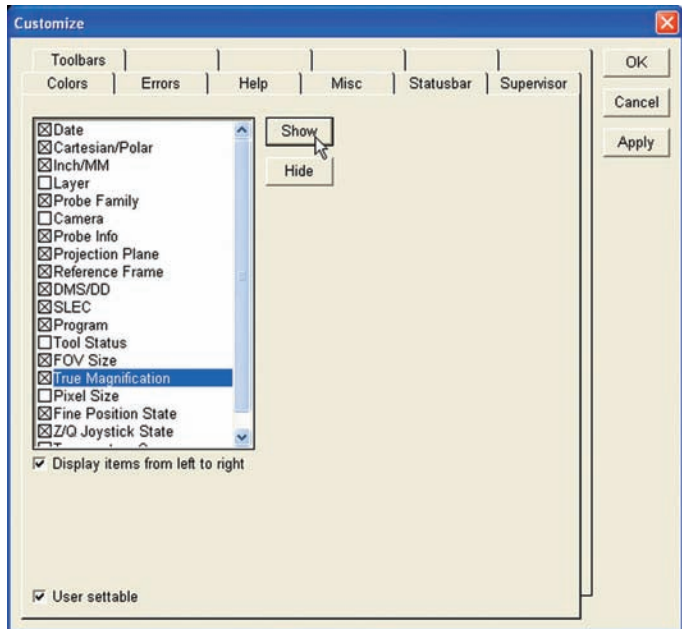 Customize
Toolbars
Colors Errors Help Misc Statusbar Supervisor
OK
Cancel
Apply
Date
Cartesian/Polar
Inch/MM
Layer
Probe Family
Camera
Probe Info
Projection Plane
Reference Frame
DMS/DD
SLEC
Program
Tool Status
FOV Size
True Magnification
Pixel Size
Fine Position State
Z/Q Joystick State
Show
Hide
Display items from left to right
User settable